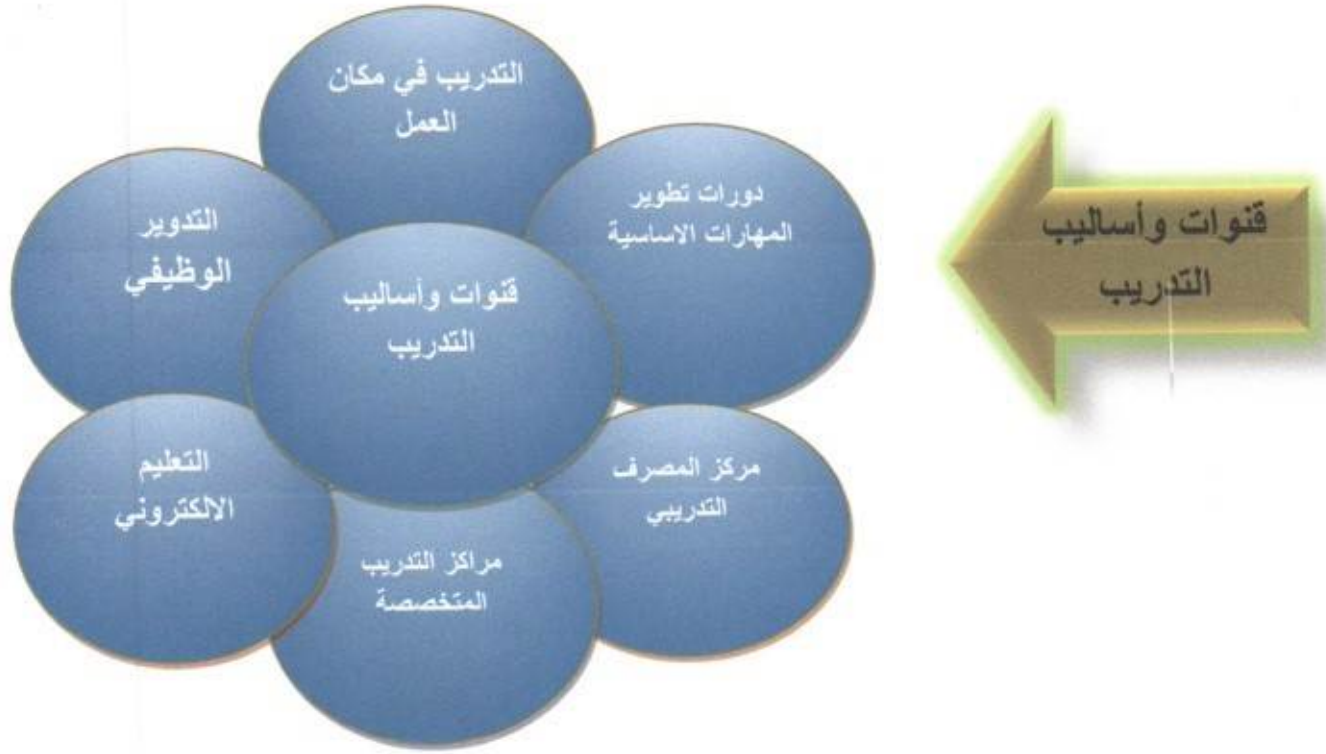 قنوات وأساليب
التدريب
التدريب في مكان
العمل
دورات تطوير
المهارات الاساسية
مركز المصرف
التدريبي
مراكز التدريب
المتخصصة
التعليم
الالكتروني
التدوير
الوظيفي
قنوات وأساليب
التدريب